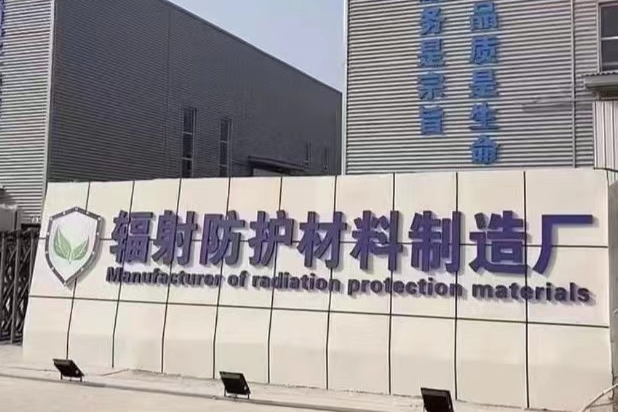 品质是生命
务是宗旨
辐射防护材料制造厂
Manufacturer of radiation protection materials